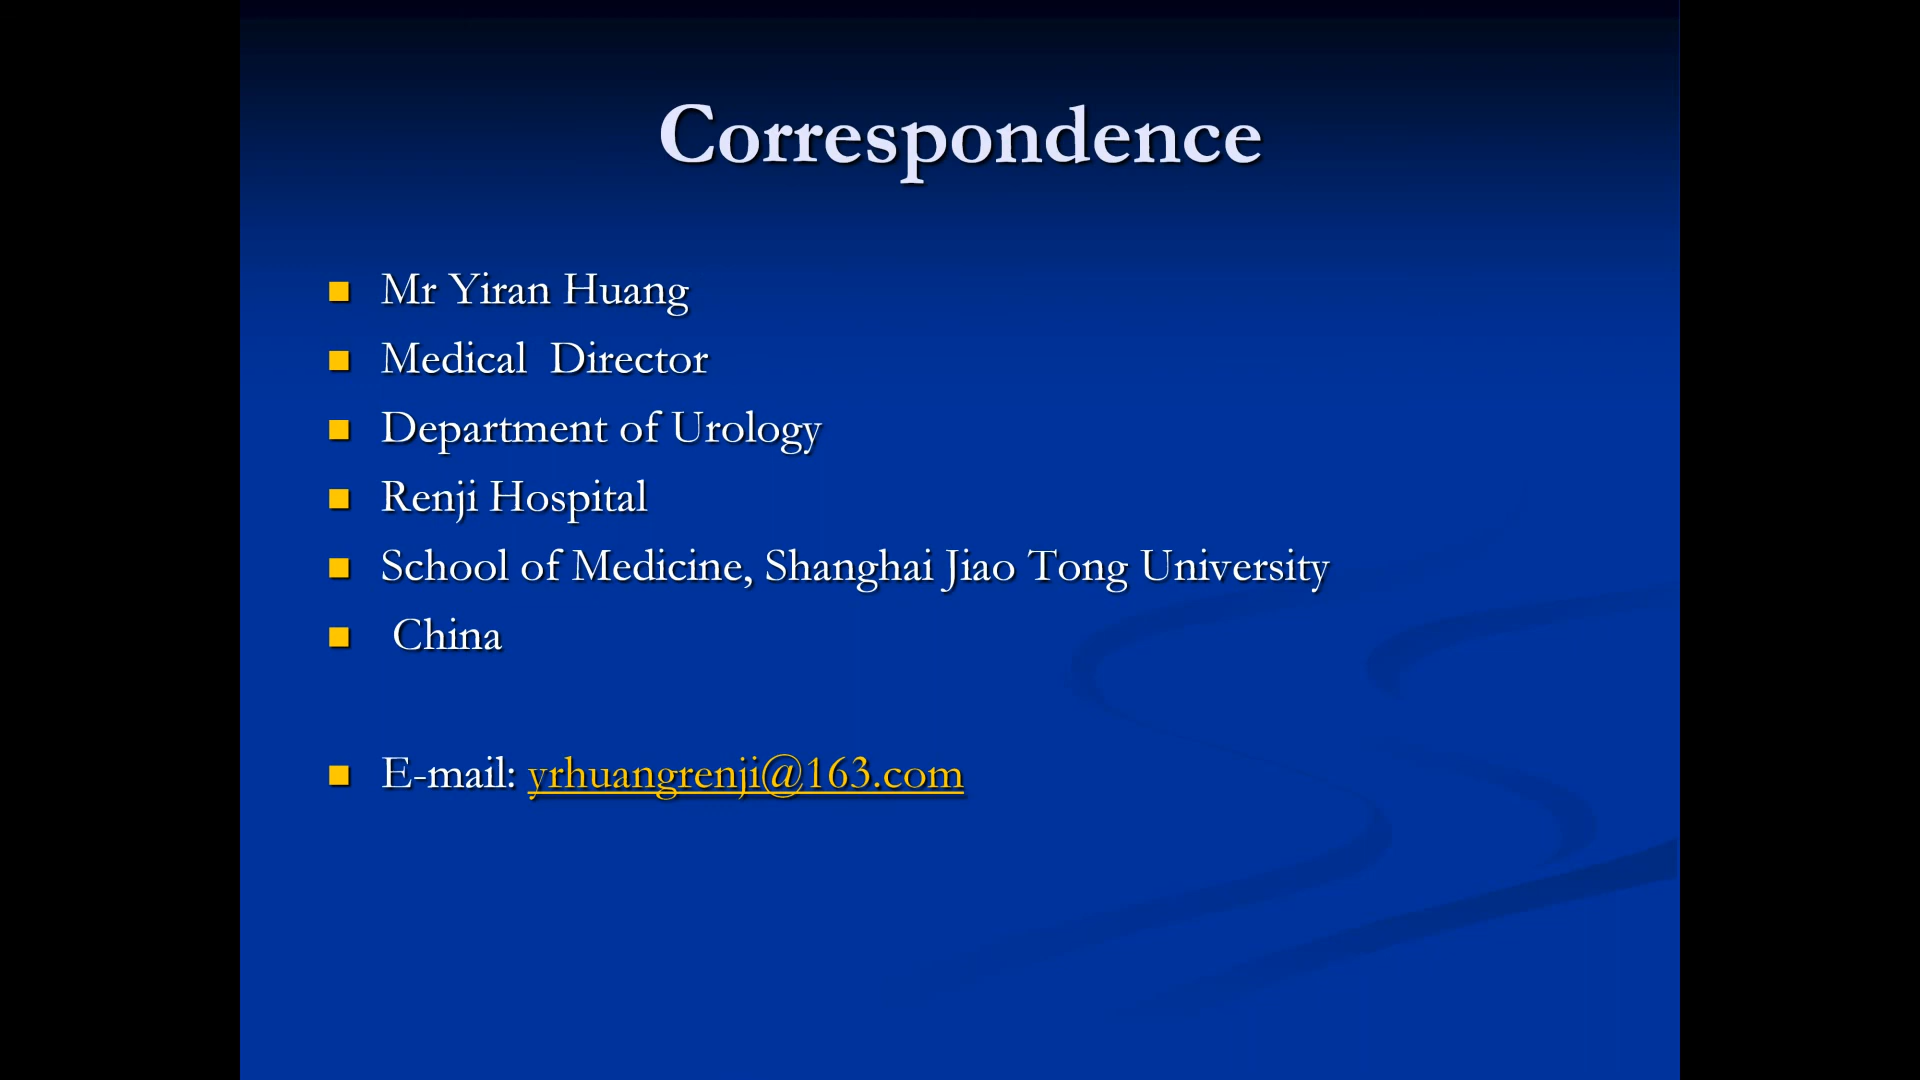 Correspondence
Mr Yiran Huang
Medical  Director
Department of Urology
Renji Hospital
School of Medicine, Shanghai Jiao Tong University
China
E-mail: yrhuangrenji@163.com